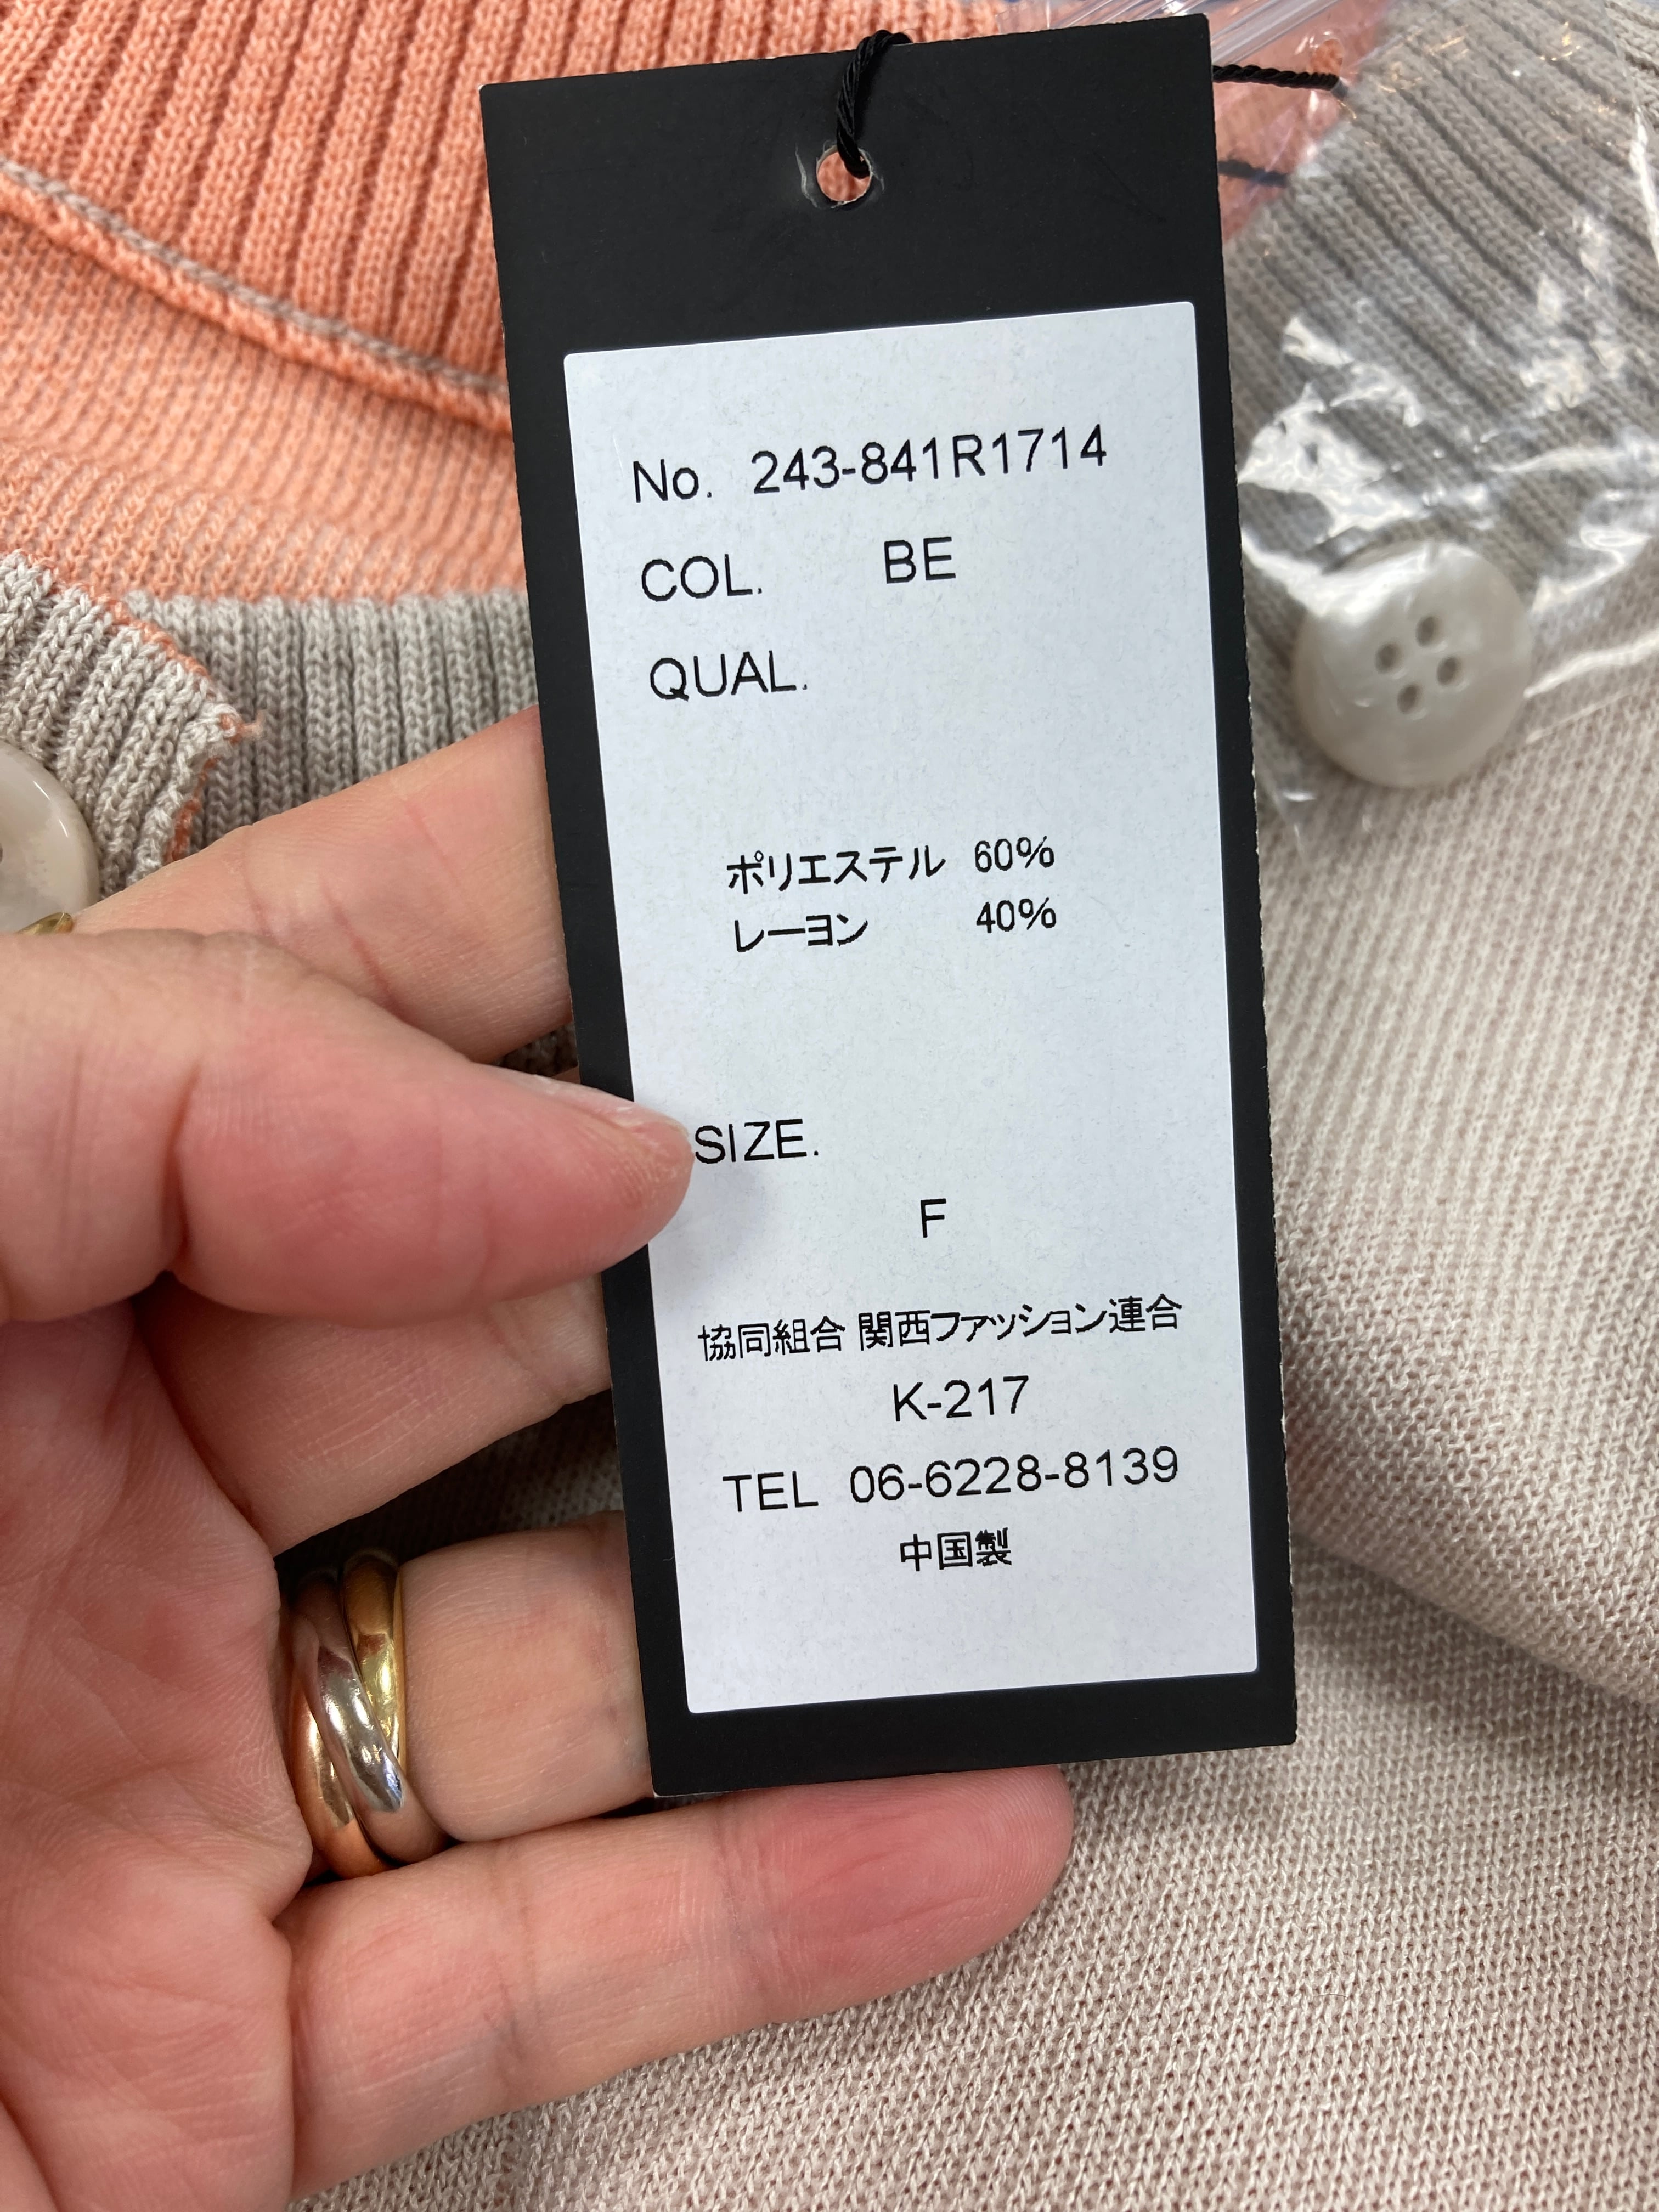 No. 243-841R1714
COL. BE
QUAL.
ポリエステル 60%
レーヨン 40%
SIZE.
F
協同組合 関西ファッション連合
K-217
TEL 06-6228-8139
中国製